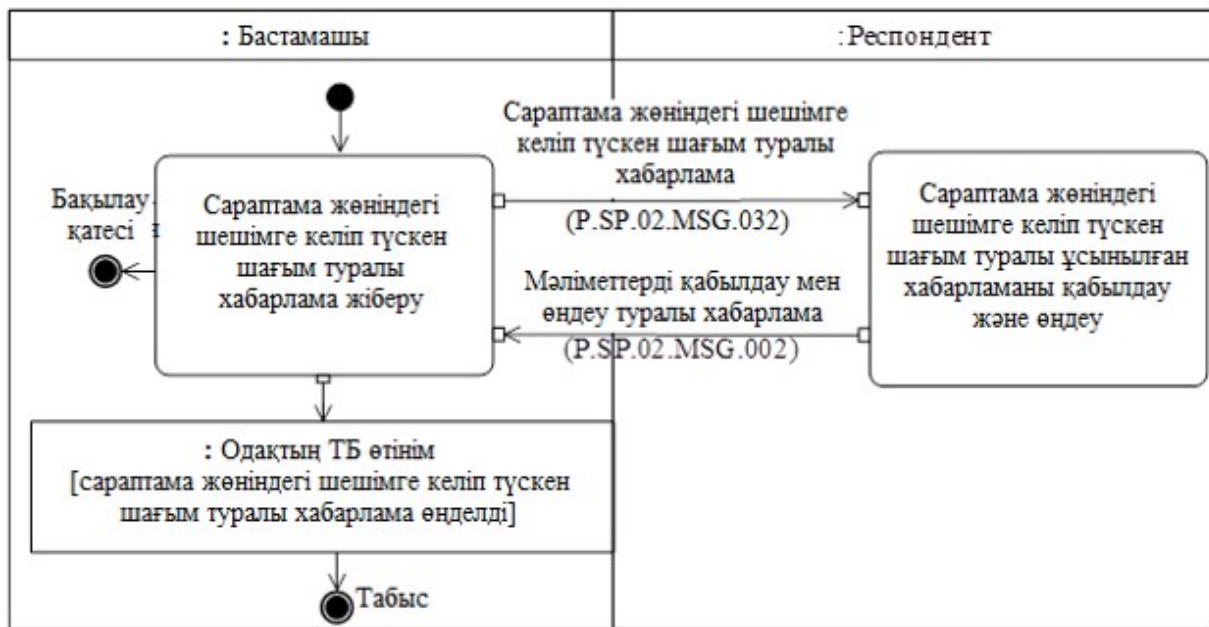 : Бастамашы
:Респондент
Сараптама жөніндегі шешімге
келіп түскен шағым туралы
хабарлама
(P.SP.02.MSG.032)
Бақылау
қатесі
Сараптама жөніндегі
шешімге келіп түскен
шағым туралы
хабарлама жіберу
Сараптама жөніндегі
шешімге келіп түскен
шағым туралы ұсынылған
хабарламаны қабылдау
және өңдеу
Мәліметтерді қабылдау мен
өңдеу туралы хабарлама
(P.SP.02.MSG.002)
: Одақтың ТБ өтінім
[сараптама жөніндегі шешімге келіп түскен
шағым туралы хабарлама өңделді]
Табыс